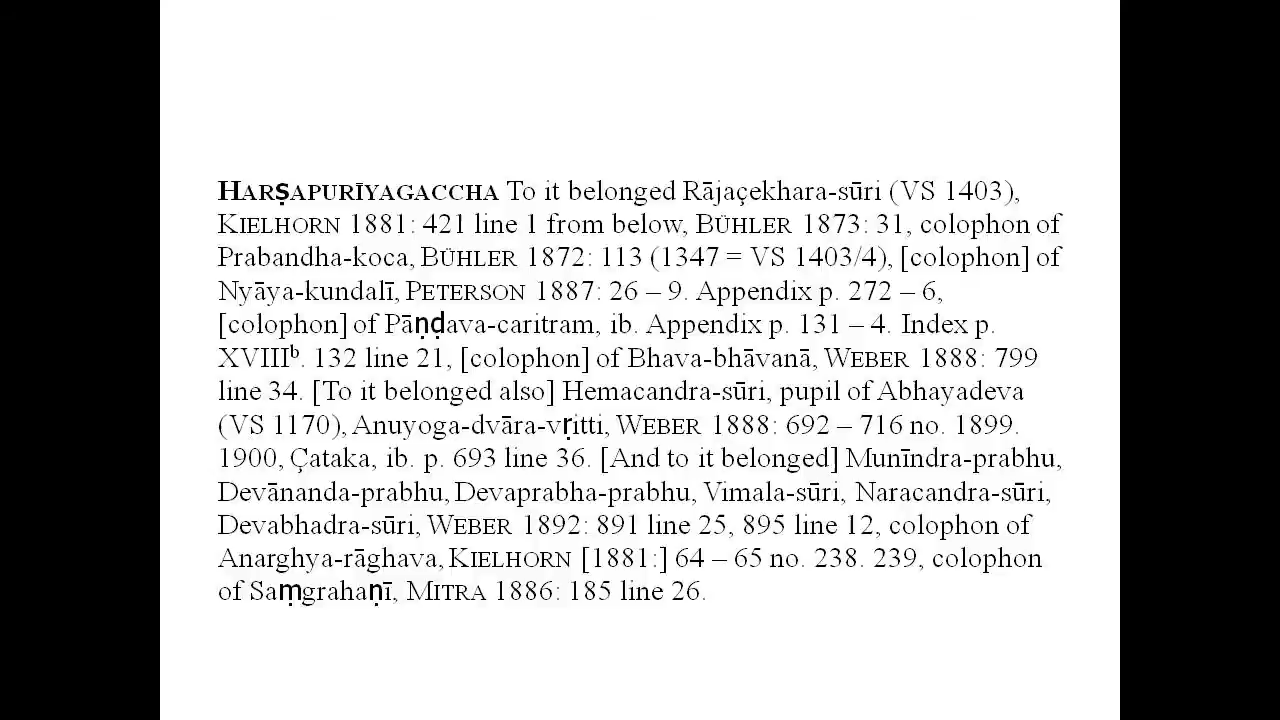 HARṢAPURĪYAGACCHA To it belonged Rājaçekhara-sūri (VS 1403),
KIELHORN 1881: 421 line 1 from below, BÜHLER 1873: 31, colophon of
Prabandha-koca, BÜHLER 1872: 113 (1347 = VS 1403/4), [colophon] of
Nyāya-kundalī, PETERSON 1887: 26 – 9. Appendix p. 272 – 6,
[colophon] of Pāṇḍava-caritram, ib. Appendix p. 131 – 4. Index p.
XVIIIᵇ. 132 line 21, [colophon] of Bhava-bhāvanā, WEBER 1888: 799
line 34. [To it belonged also] Hemacandra-sūri, pupil of Abhayadeva
(VS 1170), Anuyoga-dvāra-vṛitti, WEBER 1888: 692 – 716 no. 1899.
1900, Çataka, ib. p. 693 line 36. [And to it belonged] Munīndra-prabhu,
Devānanda-prabhu, Devaprabha-prabhu, Vimala-sūri, Naracandra-sūri,
Devabhadra-sūri, WEBER 1892: 891 line 25, 895 line 12, colophon of
Anarghya-rāghava, KIELHORN [1881:] 64 – 65 no. 238. 239, colophon
of Saṃgrahaṇī, MITRA 1886: 185 line 26.